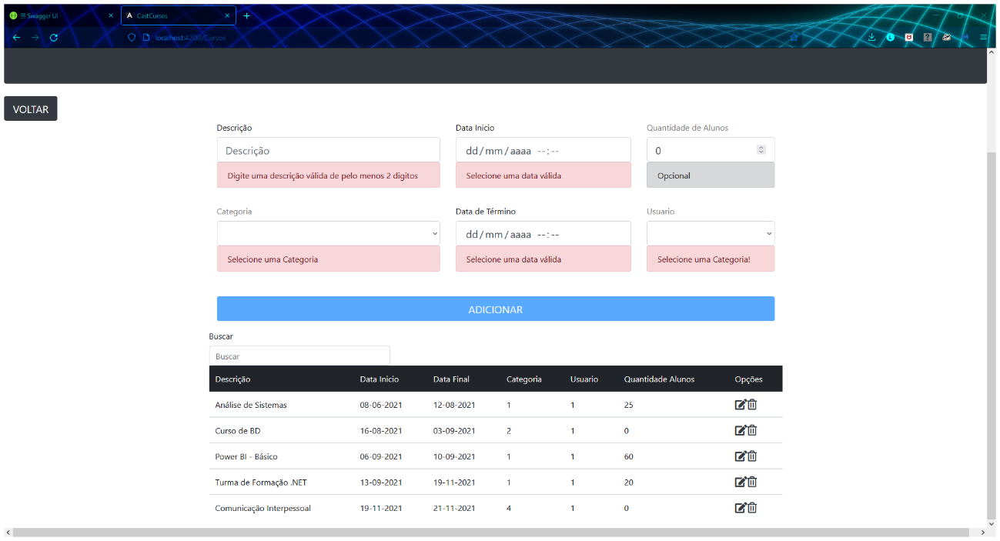 Swagger UI
CastCursos
localhost:4200/Cursos
VOLTAR
Descrição Data Inicio Quantidade de Alunos
Descrição dd/mm/aaaa --:-- 0
Digite uma descrição válida de pelo menos 2 digitos Selecione uma data válida Opcional
Categoria Data de Término Usuario
dd/mm/aaaa --:--
Selecione uma Categoria Selecione uma data válida Selecione uma Categoria!
ADICIONAR
Buscar
Buscar
Descrição Data Inicio Data Final Categoria Usuario Quantidade Alunos Opções
Análise de Sistemas 08-06-2021 12-08-2021 1 1 25
Curso de BD 16-08-2021 03-09-2021 2 1 0
Power BI - Básico 06-09-2021 10-09-2021 1 1 60
Turma de Formação .NET 13-09-2021 19-11-2021 1 1 20
Comunicação Interpessoal 19-11-2021 21-11-2021 4 1 0